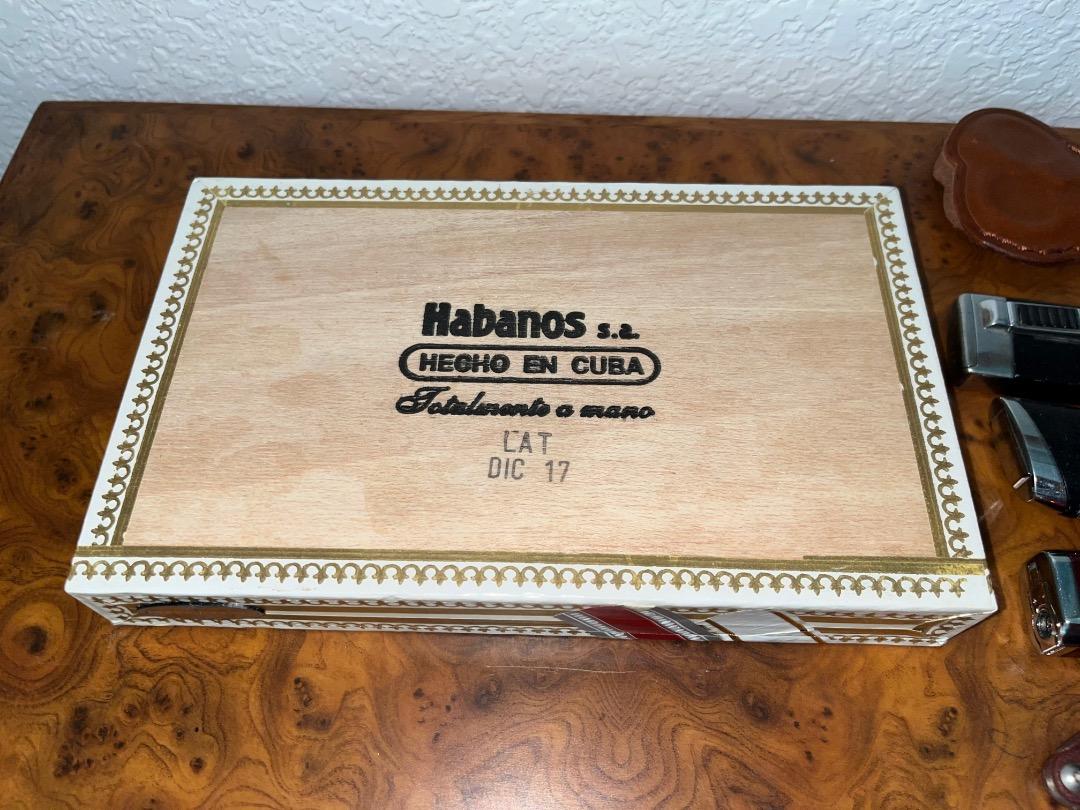 Habanos s.a.
HECHO EN CUBA
Totalmente a mano
LAT
DIC 17